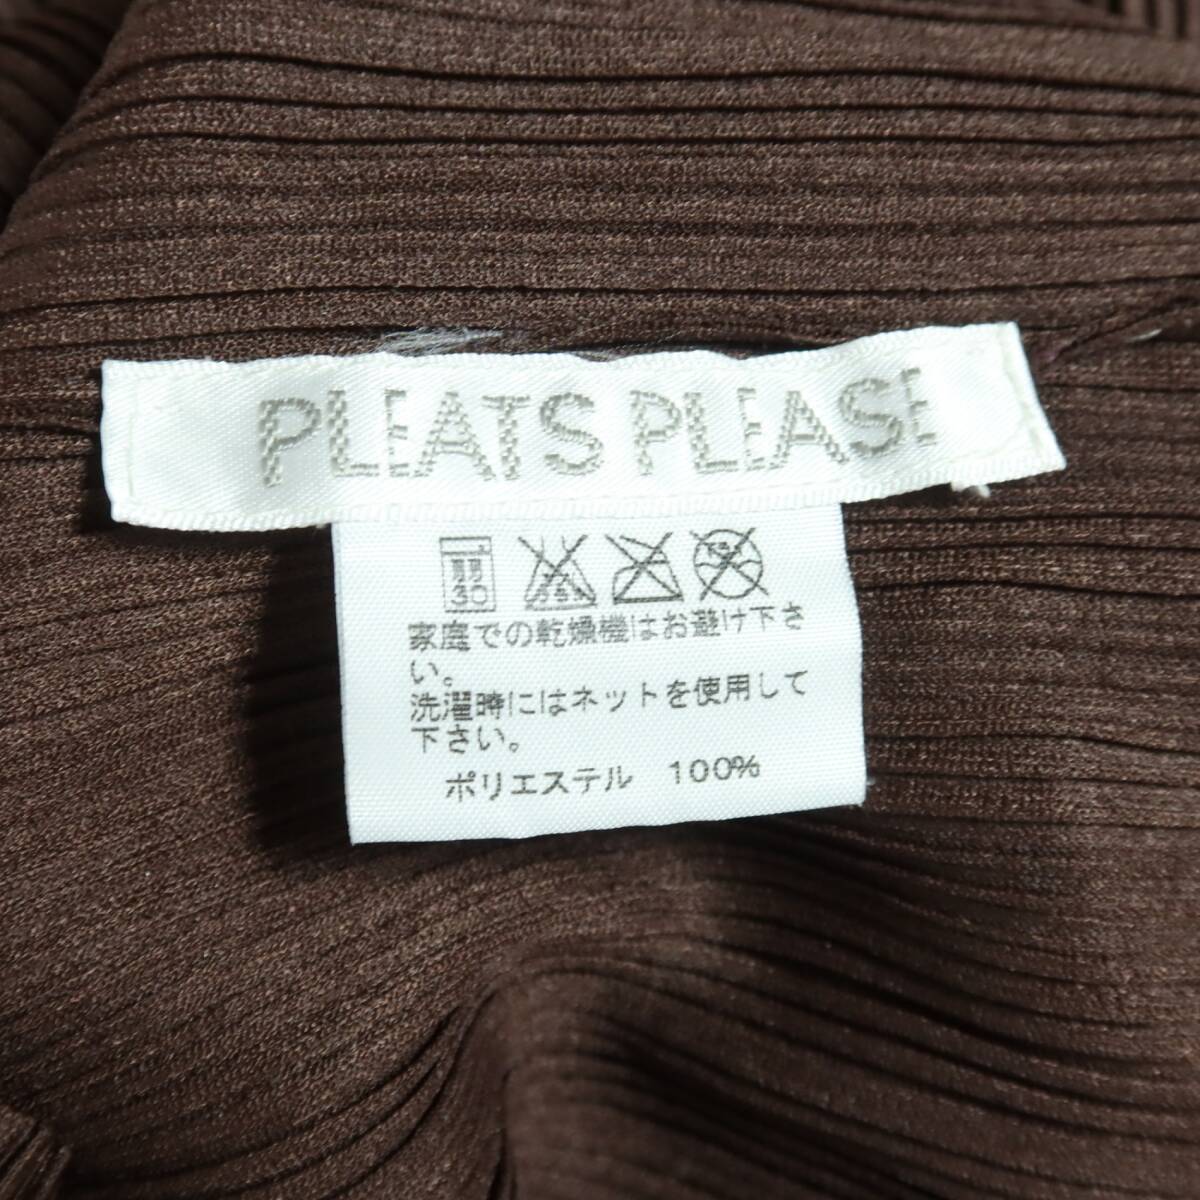 PLEATS PLEASE
弱 30
家庭での乾燥機はお避け下さ
い。
洗濯時にはネットを使用して
下さい。
ポリエステル 100%